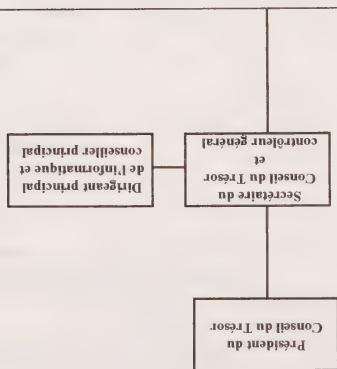 Président du
Conseil du Trésor
Secrétaire du
Conseil du Trésor
et
contrôleur général
Dirigeant principal
de l'informatique et
conseiller principal